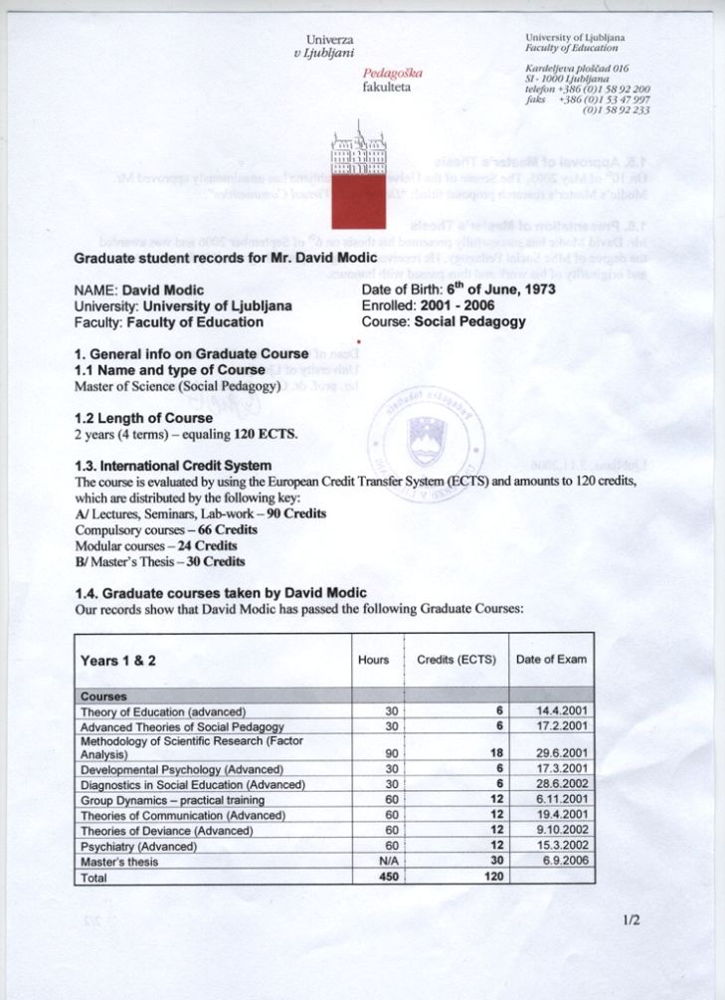 Univerza
v Ljubljani
Pedagoška
fakulteta
University of Ljubljana
Faculty of Education
Kardeljeva ploščad 016
SI - 1000 Ljubljana
telefon +386 (0)1 58 92 200
faks +386 (0)1 53 47 997
(0)1 58 92 233
Graduate student records for Mr. David Modic
NAME: David Modic
University: University of Ljubljana
Faculty: Faculty of Education
Date of Birth: 6th of June, 1973
Enrolled: 2001 - 2006
Course: Social Pedagogy
1. General info on Graduate Course
1.1 Name and type of Course
Master of Science (Social Pedagogy)
1.2 Length of Course
2 years (4 terms) – equaling 120 ECTS.
1.3. International Credit System
The course is evaluated by using the European Credit Transfer System (ECTS) and amounts to 120 credits,
which are distributed by the following key:
A/ Lectures, Seminars, Lab-work – 90 Credits
Compulsory courses – 66 Credits
Modular courses – 24 Credits
B/ Master's Thesis – 30 Credits
1.4. Graduate courses taken by David Modic
Our records show that David Modic has passed the following Graduate Courses:
Years 1 & 2 Hours Credits (ECTS) Date of Exam
Courses
Theory of Education (advanced) 30 6 14.4.2001
Advanced Theories of Social Pedagogy 30 6 17.2.2001
Methodology of Scientific Research (Factor
Analysis) 90 18 29.6.2001
Developmental Psychology (Advanced) 30 6 17.3.2001
Diagnostics in Social Education (Advanced) 30 6 28.6.2002
Group Dynamics – practical training 60 12 6.11.2001
Theories of Communication (Advanced) 60 12 19.4.2001
Theories of Deviance (Advanced) 60 12 9.10.2002
Psychiatry (Advanced) 60 12 15.3.2002
Master's thesis N/A 30 6.9.2006
Total 450 120
1/2